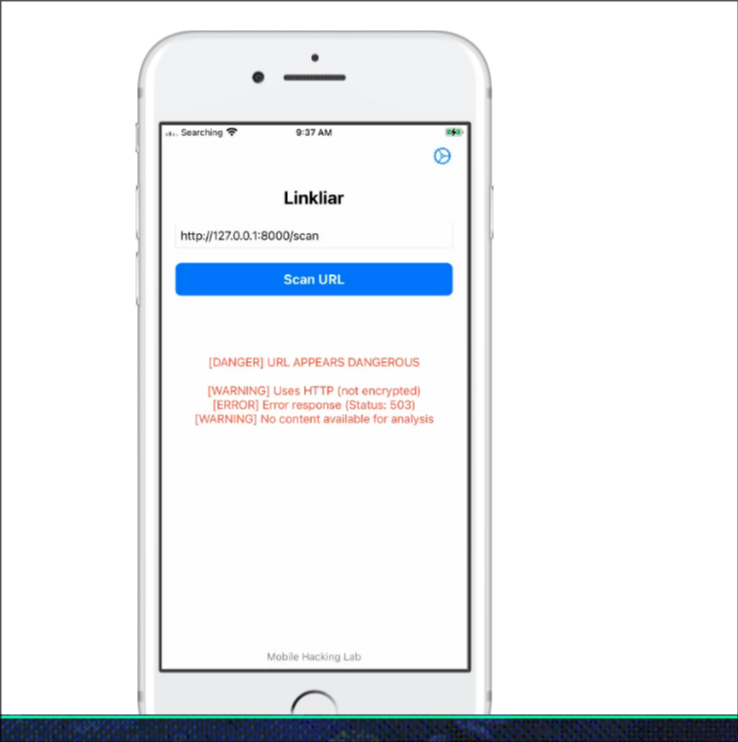 Searching 9:37 AM
Linkliar
http://127.0.0.1:8000/scan
Scan URL
[DANGER] URL APPEARS DANGEROUS
[WARNING] Uses HTTP (not encrypted)
[ERROR] Error response (Status: 503)
[WARNING] No content available for analysis
Mobile Hacking Lab